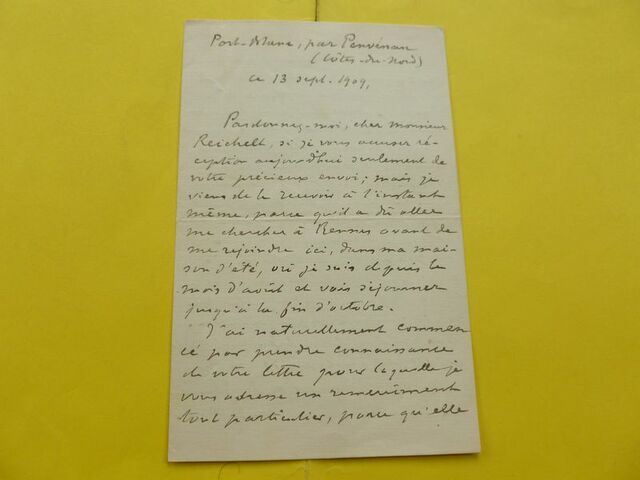 Port-Blanc, par Penvénan
(Côtes-du-Nord)
ce 13 sept. 1909,
Pardonnez-moi, cher Monsieur
Reichelt, si je vous accuse ré-
ception aujourd'hui seulement de
votre précieux envoi ; mais je
viens de le recevoir à l'instant
même, parce qu'il a dû aller
me chercher à Rennes avant de
me rejoindre ici, dans ma mai-
son d'été, où je suis depuis le
mois d'août et vais séjourner
jusqu'à la fin d'octobre.
J'ai naturellement commen
cé par prendre connaissance
de votre lettre pour laquelle je
vous adresse un remerciment
tout particulier, parce qu'elle